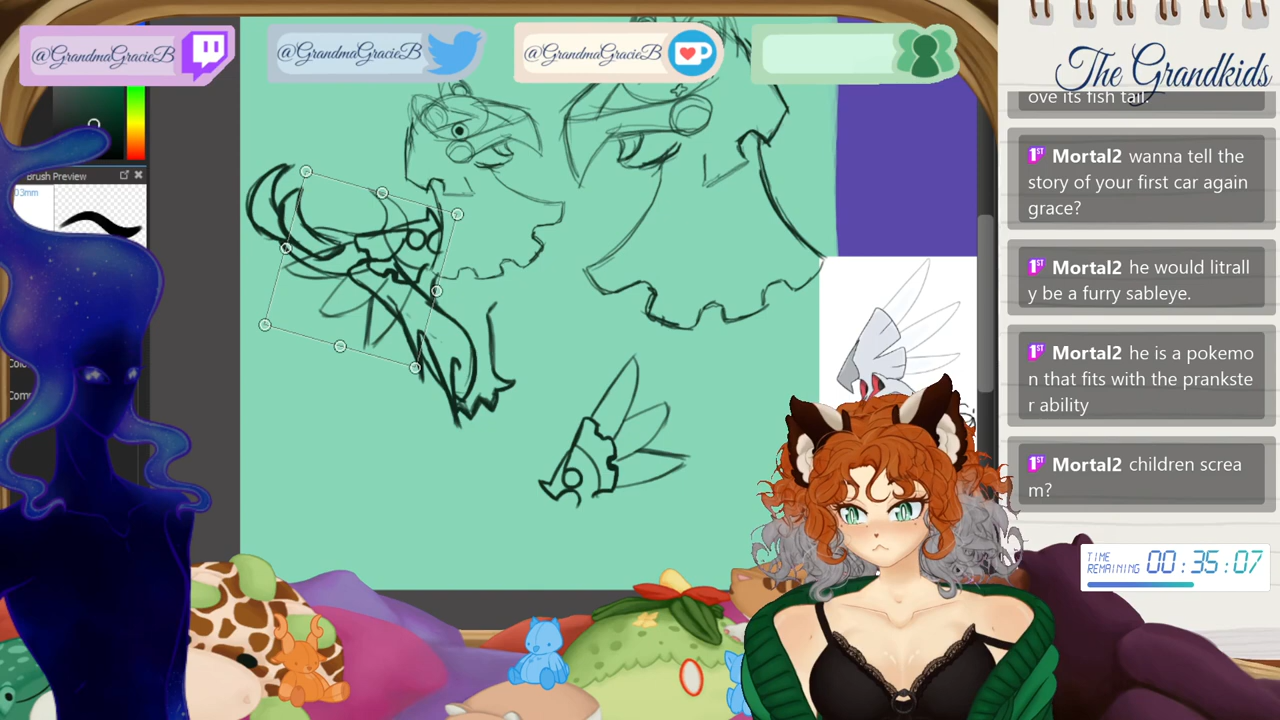 @GrandmaGracieB
@GrandmaGracieB
@GrandmaGracieB
The Grandkids
ove its fish tail.
Mortal2 wanna tell the
story of your first car again
grace?
Mortal2 he would litrall
y be a furry sableye.
Mortal2 he is a pokemo
n that fits with the prankste
r ability
Mortal2 children screa
m?
TIME
REMAINING 00:35:07
Brush Preview